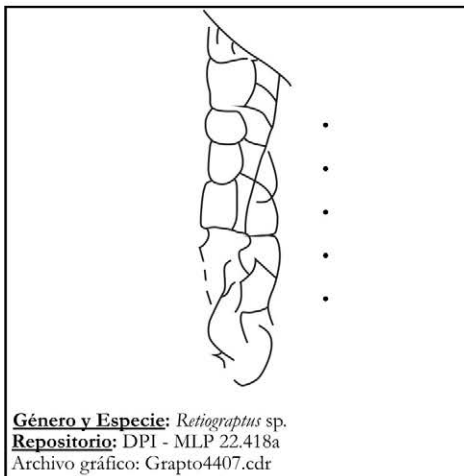 Género y Especie: Retiograptus sp.
Repositorio: DPI - MLP 22.418a
Archivo gráfico: Grapto4407.cdr